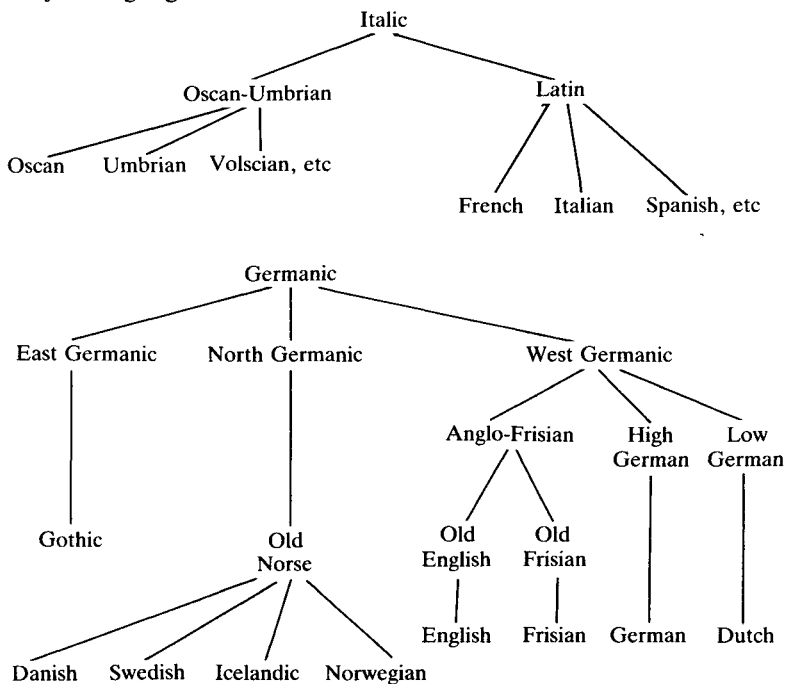 Italic
Oscan-Umbrian Latin
Oscan Umbrian Volscian, etc
French Italian Spanish, etc
Germanic
East Germanic North Germanic West Germanic
Anglo-Frisian High German Low German
Gothic Old Norse Old English Old Frisian
English Frisian German Dutch
Danish Swedish Icelandic Norwegian